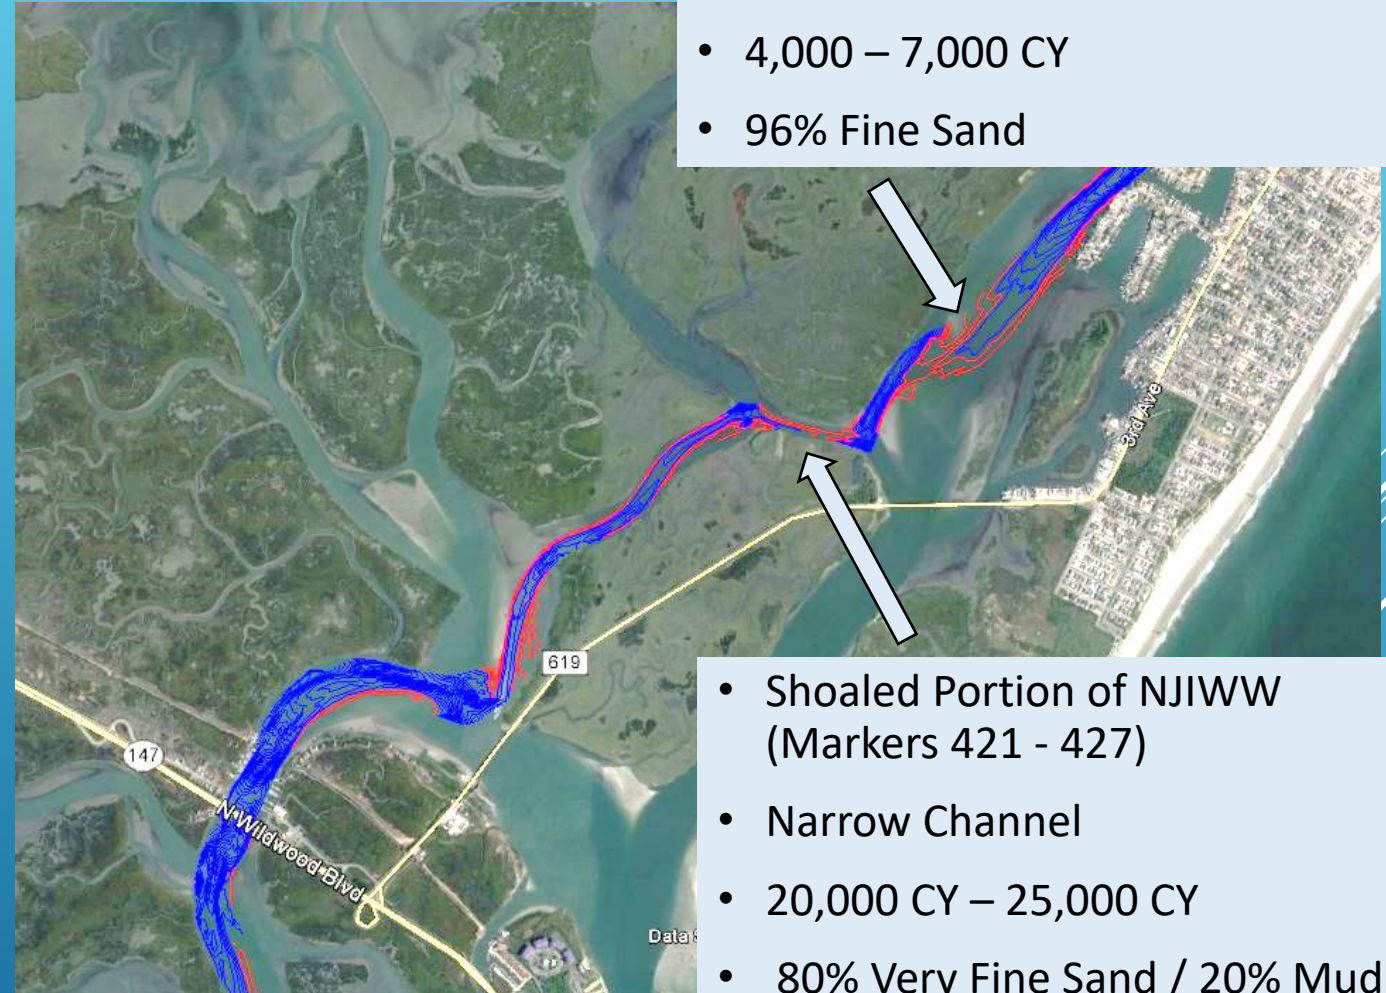 • 4,000 – 7,000 CY
• 96% Fine Sand
3rd Ave
619
147
N Wildwood Blvd
• Shoaled Portion of NJIWW
(Markers 421 - 427)
• Narrow Channel
• 20,000 CY – 25,000 CY
Data
• 80% Very Fine Sand / 20% Mud